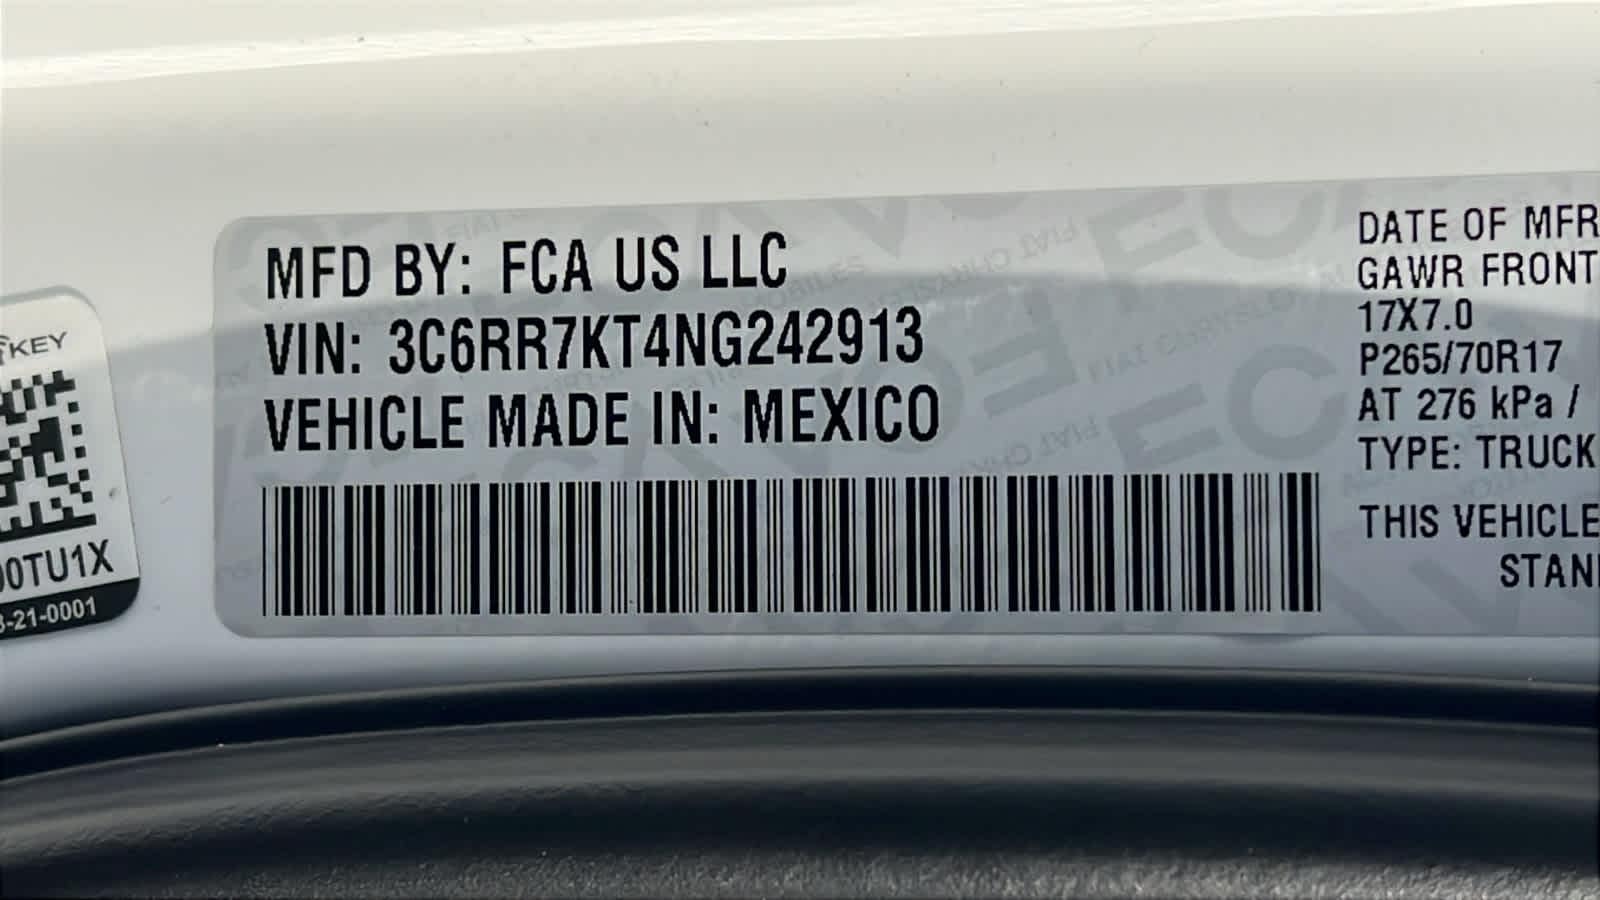 MFD BY: FCA US LLC
VIN: 3C6RR7KT4NG242913
VEHICLE MADE IN: MEXICO
DATE OF MFR
GAWR FRONT
17X7.0
P265/70R17
AT 276 kPa /
TYPE: TRUCK
THIS VEHICLE
STAN
KEY
00TU1X
-21-0001